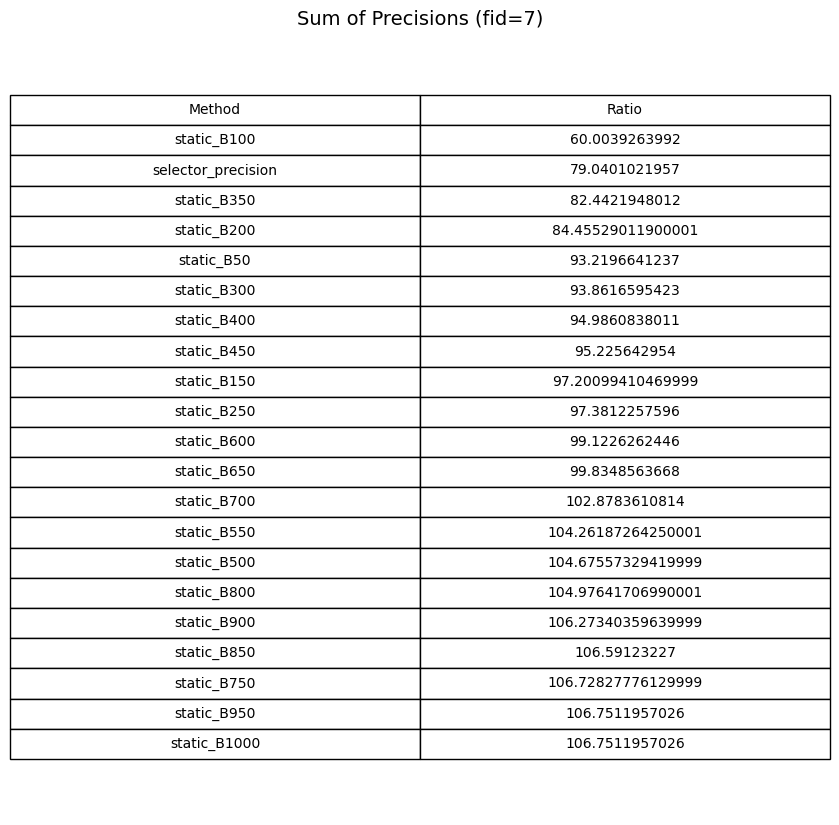 Sum of Precisions (fid=7)
Method Ratio
static_B100 60.0039263992
selector_precision 79.0401021957
static_B350 82.4421948012
static_B200 84.45529011900001
static_B50 93.2196641237
static_B300 93.8616595423
static_B400 94.9860838011
static_B450 95.225642954
static_B150 97.20099410469999
static_B250 97.3812257596
static_B600 99.1226262446
static_B650 99.8348563668
static_B700 102.8783610814
static_B550 104.26187264250001
static_B500 104.67557329419999
static_B800 104.97641706990001
static_B900 106.27340359639999
static_B850 106.59123227
static_B750 106.72827776129999
static_B950 106.7511957026
static_B1000 106.7511957026